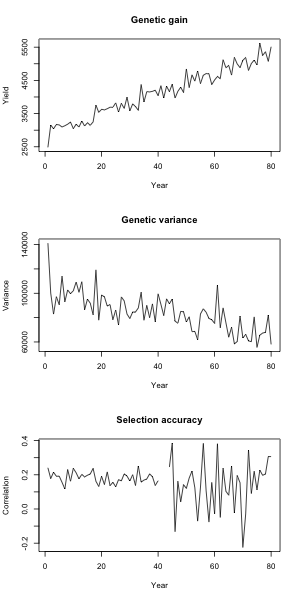 Genetic gain
5500
4500
3500
2500
Yield
0 20 40 60 80
Year
Genetic variance
140000
100000
60000
Variance
0 20 40 60 80
Year
Selection accuracy
0.4
0.2
0.0
-0.2
Correlation
0 20 40 60 80
Year